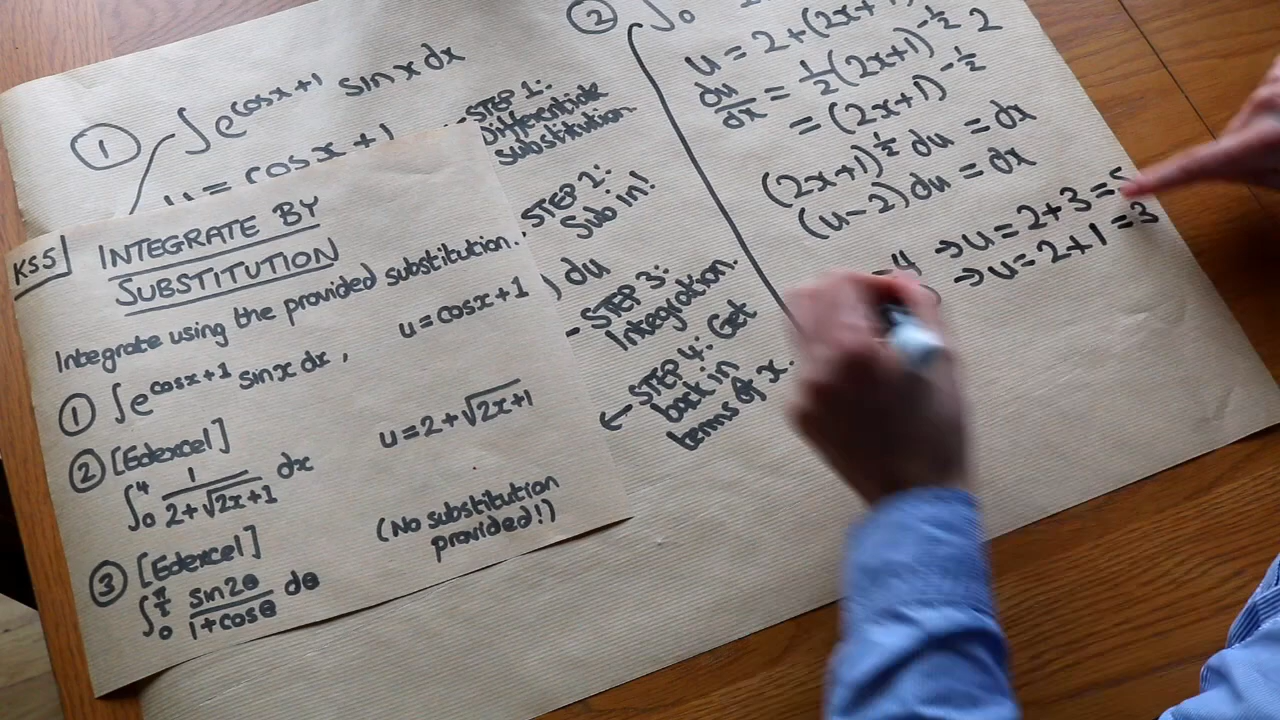 ① ∫e^(cosx+1) sinx dx
u = cosx+1
STEP 1:
Differentiate
substitution.
STEP 2:
Sub in!
) du
- STEP 3:
Integration.
← STEP 4: Get
back in
terms of x.
② ∫₀
u = 2+(2x+1)
du/dx = ½(2x+1)^(-½) 2
= (2x+1)^(-½)
(2x+1)^½ du = dx
(u-2) du = dx
=4 → u = 2+3 =5
→ u = 2+1 =3
KS5 INTEGRATE BY
SUBSTITUTION
Integrate using the provided substitution.
① ∫e^(cosx+1) sinx dx, u = cosx+1
② [Edexcel]
∫₀⁴ 1/(2+√(2x+1)) dx u = 2+√(2x+1)
③ [Edexcel] (No substitution
provided!)
∫₀^(π/2) sin2θ/(1+cosθ) dθ